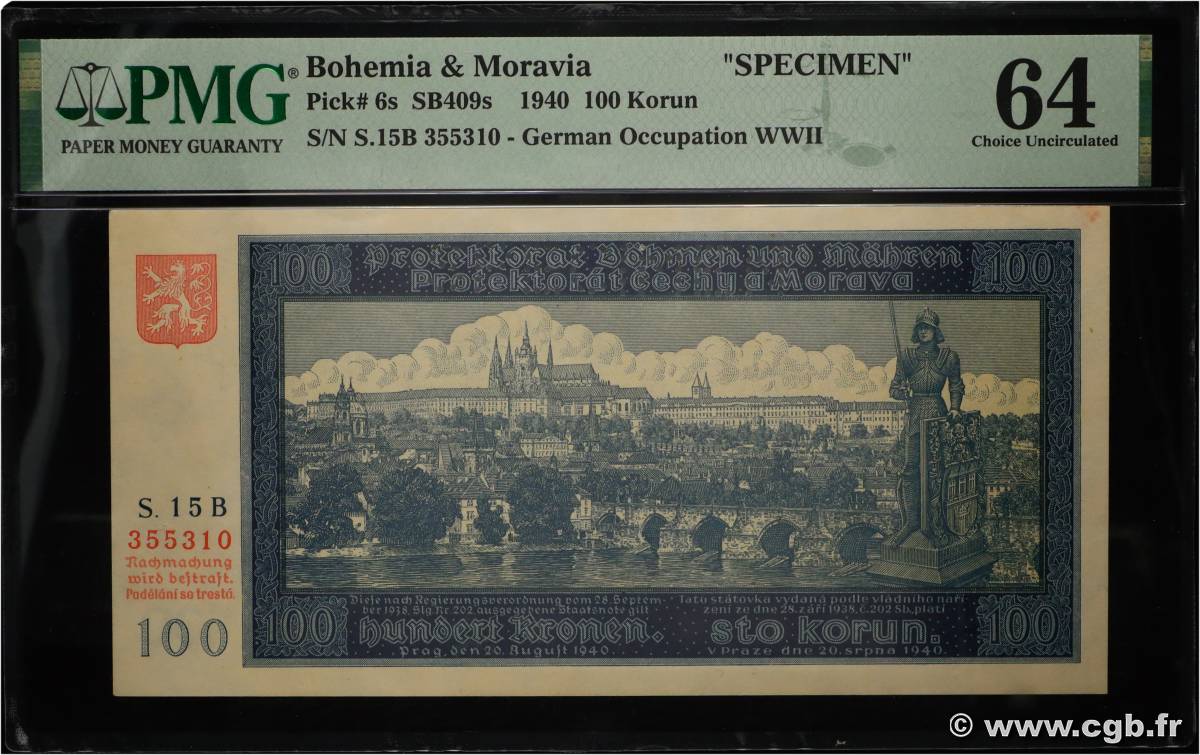 PMG®
PAPER MONEY GUARANTY
Bohemia & Moravia "SPECIMEN"
Pick# 6s SB409s 1940 100 Korun
S/N S.15B 355310 - German Occupation WWII
64
Choice Uncirculated
100 Protektorat Böhmen und Mähren 100
Protektorát Čechy a Morava
S. 15 B
355310
Nachmachung
wird bestraft.
Padělání se trestá.
100
100 Diese nach Regierungsverordnung vom 28. Septem-
ber 1938, Slg. Nr. 202 ausgegebene Staatsnote gilt
hundert Kronen.
Prag, den 20. August 1940.
Tato státovka vydaná podle vládního naří-
zení ze dne 28. září 1938, č. 202 Sb., platí
sto korun.
V Praze dne 20. srpna 1940.
100
© www.cgb.fr